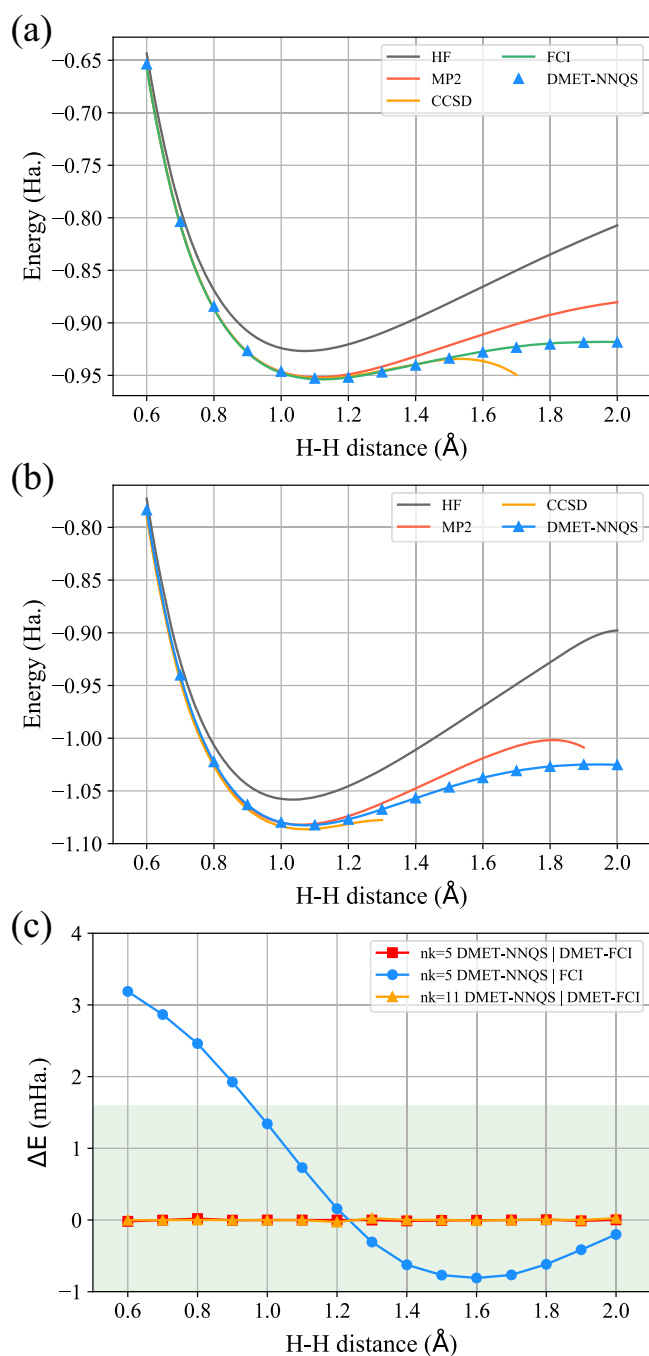 (a)
HF
MP2
CCSD
FCI
DMET-NNQS
Energy (Ha.)
−0.65
−0.70
−0.75
−0.80
−0.85
−0.90
−0.95
0.6 0.8 1.0 1.2 1.4 1.6 1.8 2.0
H-H distance (Å)
(b)
HF
MP2
CCSD
DMET-NNQS
Energy (Ha.)
−0.80
−0.85
−0.90
−0.95
−1.00
−1.05
−1.10
0.6 0.8 1.0 1.2 1.4 1.6 1.8 2.0
H-H distance (Å)
(c)
nk=5 DMET-NNQS | DMET-FCI
nk=5 DMET-NNQS | FCI
nk=11 DMET-NNQS | DMET-FCI
ΔE (mHa.)
4
3
2
1
0
−1
0.6 0.8 1.0 1.2 1.4 1.6 1.8 2.0
H-H distance (Å)